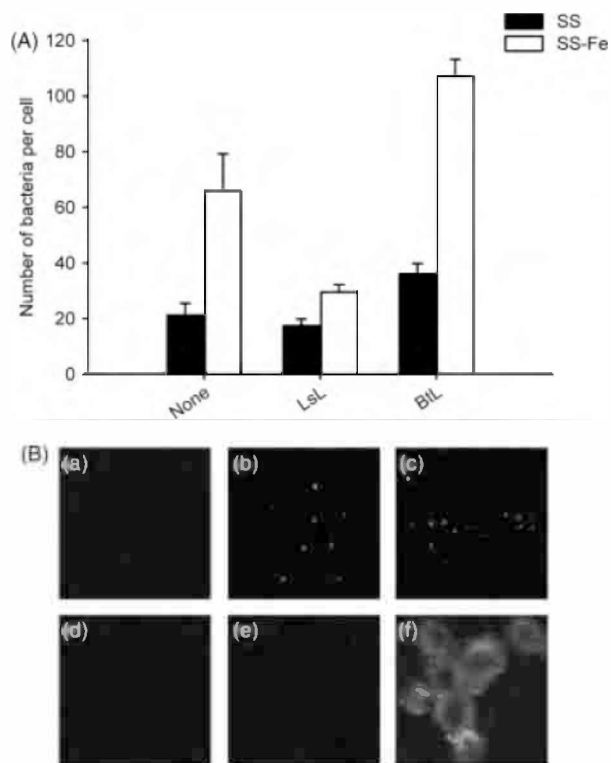 SS
SS-Fe
(A)
Number of bacteria per cell
120
100
80
60
40
20
0
None
LsL
BtL
(B)
(a)
(b)
(c)
(d)
(e)
(f)